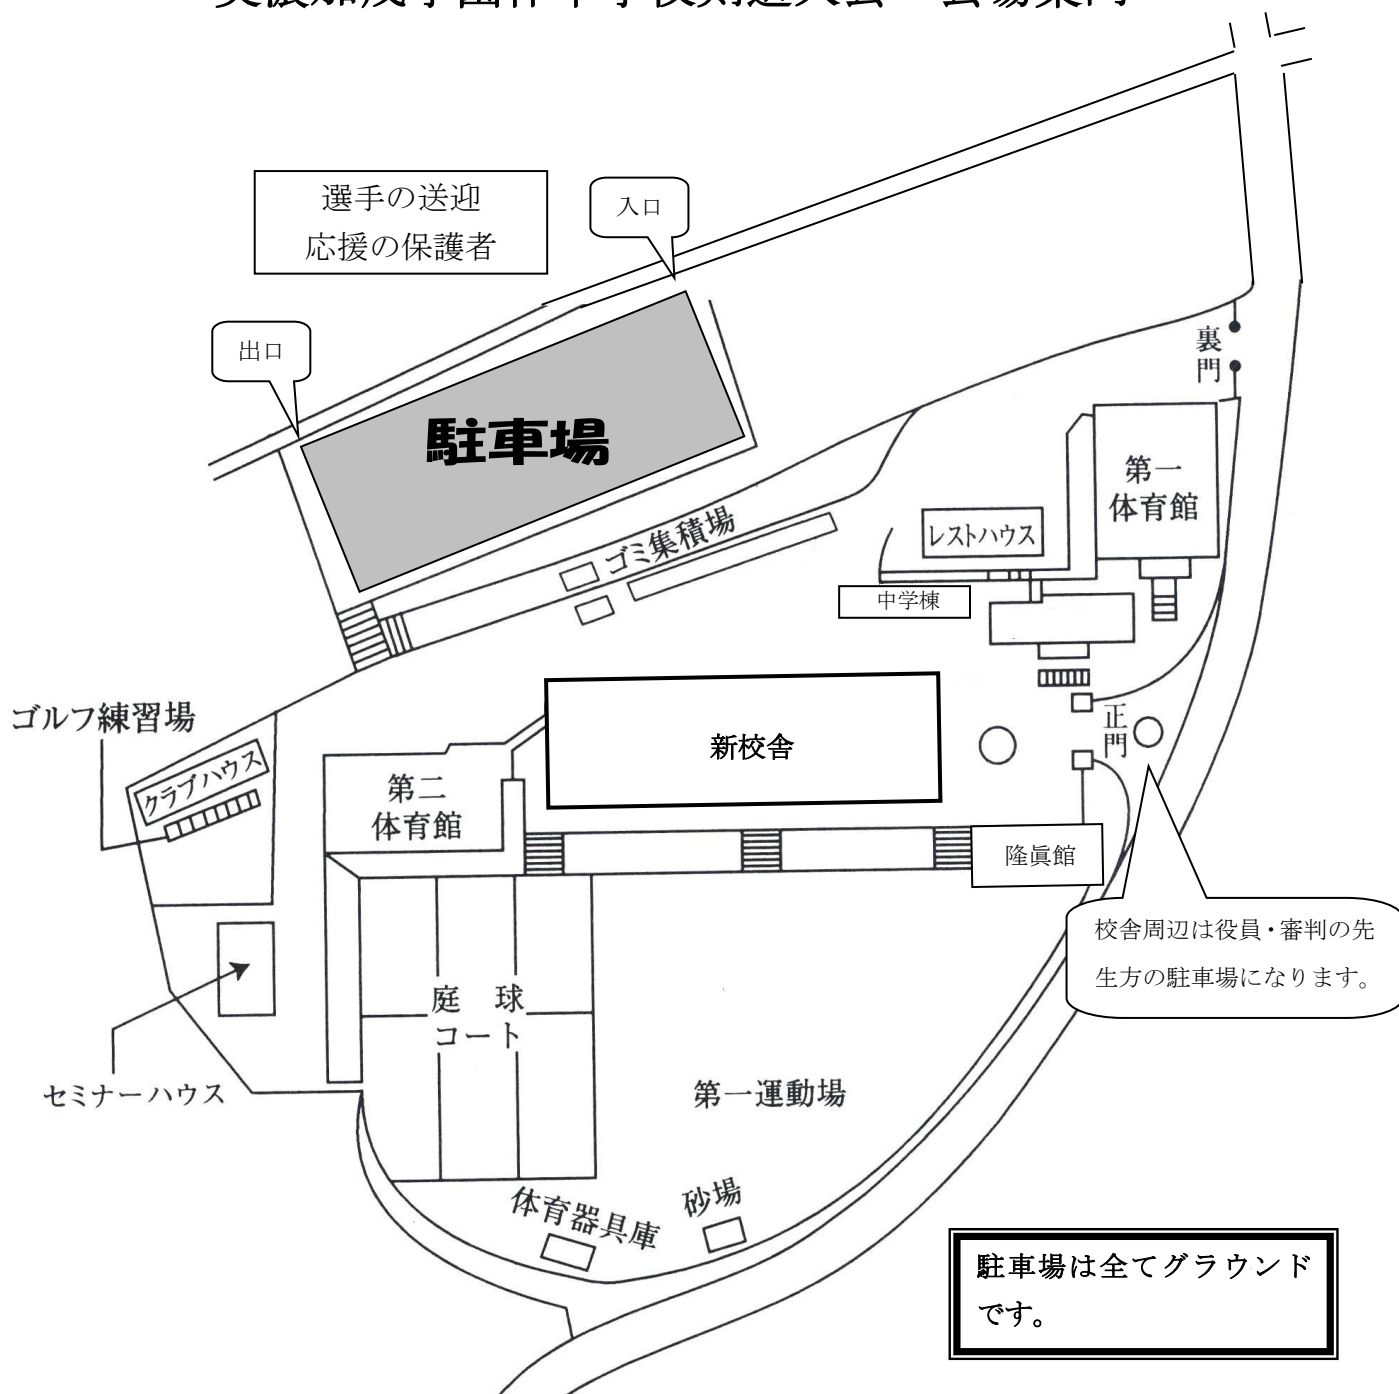 選手の送迎
応援の保護者
入口
出口
駐車場
裏門
第一
体育館
レストハウス
ゴミ集積場
中学棟
ゴルフ練習場
クラブハウス
新校舎
正門
第二
体育館
隆眞館
校舎周辺は役員・審判の先
生方の駐車場になります。
庭 球
コート
セミナーハウス
第一運動場
体育器具庫
砂場
駐車場は全てグラウンド
です。